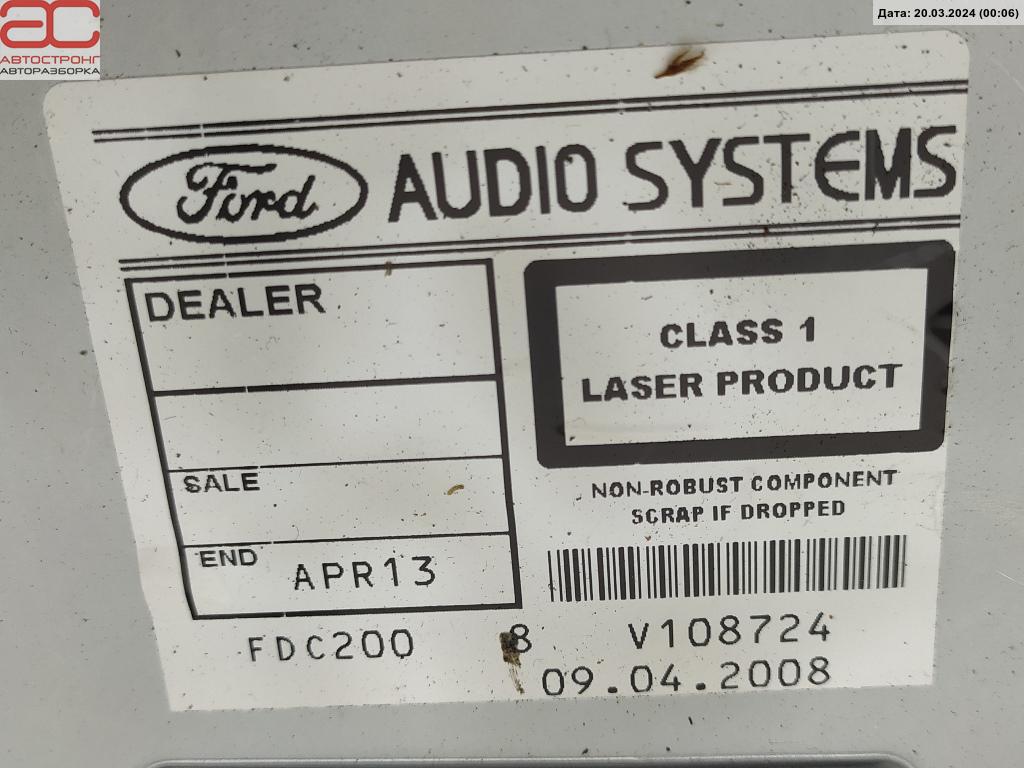 Дата: 20.03.2024 (00:06)
ac
АВТОСТРОНГ
АВТОРАЗБОРКА
Ford AUDIO SYSTEMS
DEALER
SALE
END APR13
CLASS 1
LASER PRODUCT
NON-ROBUST COMPONENT
SCRAP IF DROPPED
FDC200 8 V108724
09.04.2008